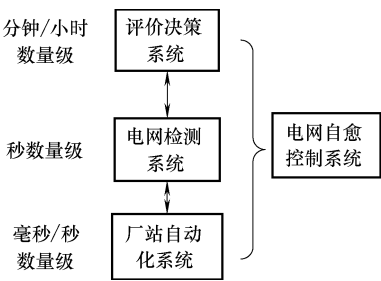 分钟/小时
数量级
评价决策
系统
秒数量级
电网检测
系统
电网自愈
控制系统
毫秒/秒
数量级
厂站自动
化系统